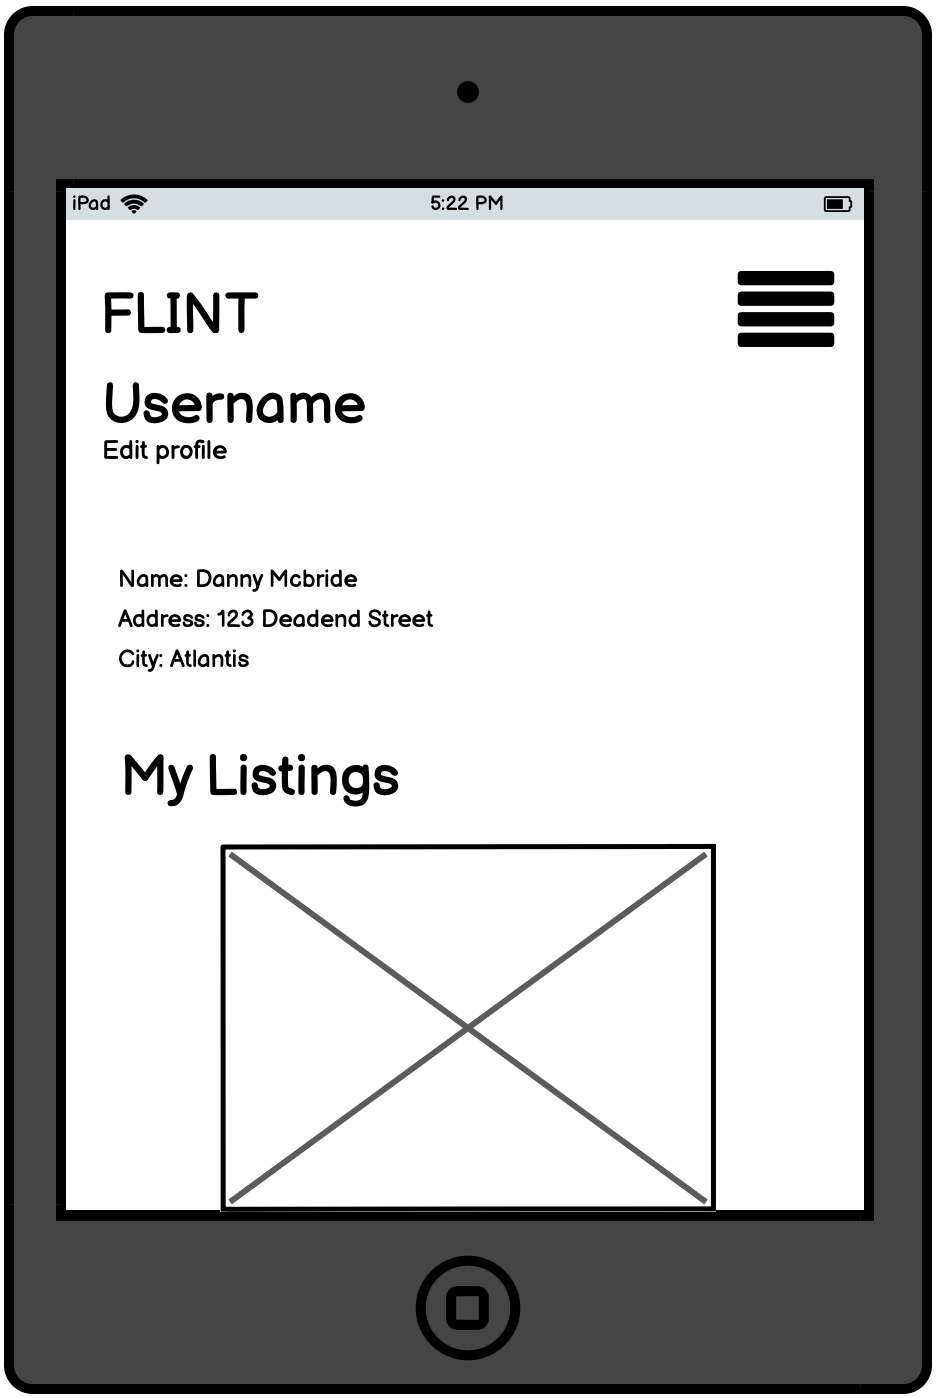 iPad 5:22 PM
FLINT
Username
Edit profile
Name: Danny Mcbride
Address: 123 Deadend Street
City: Atlantis
My Listings